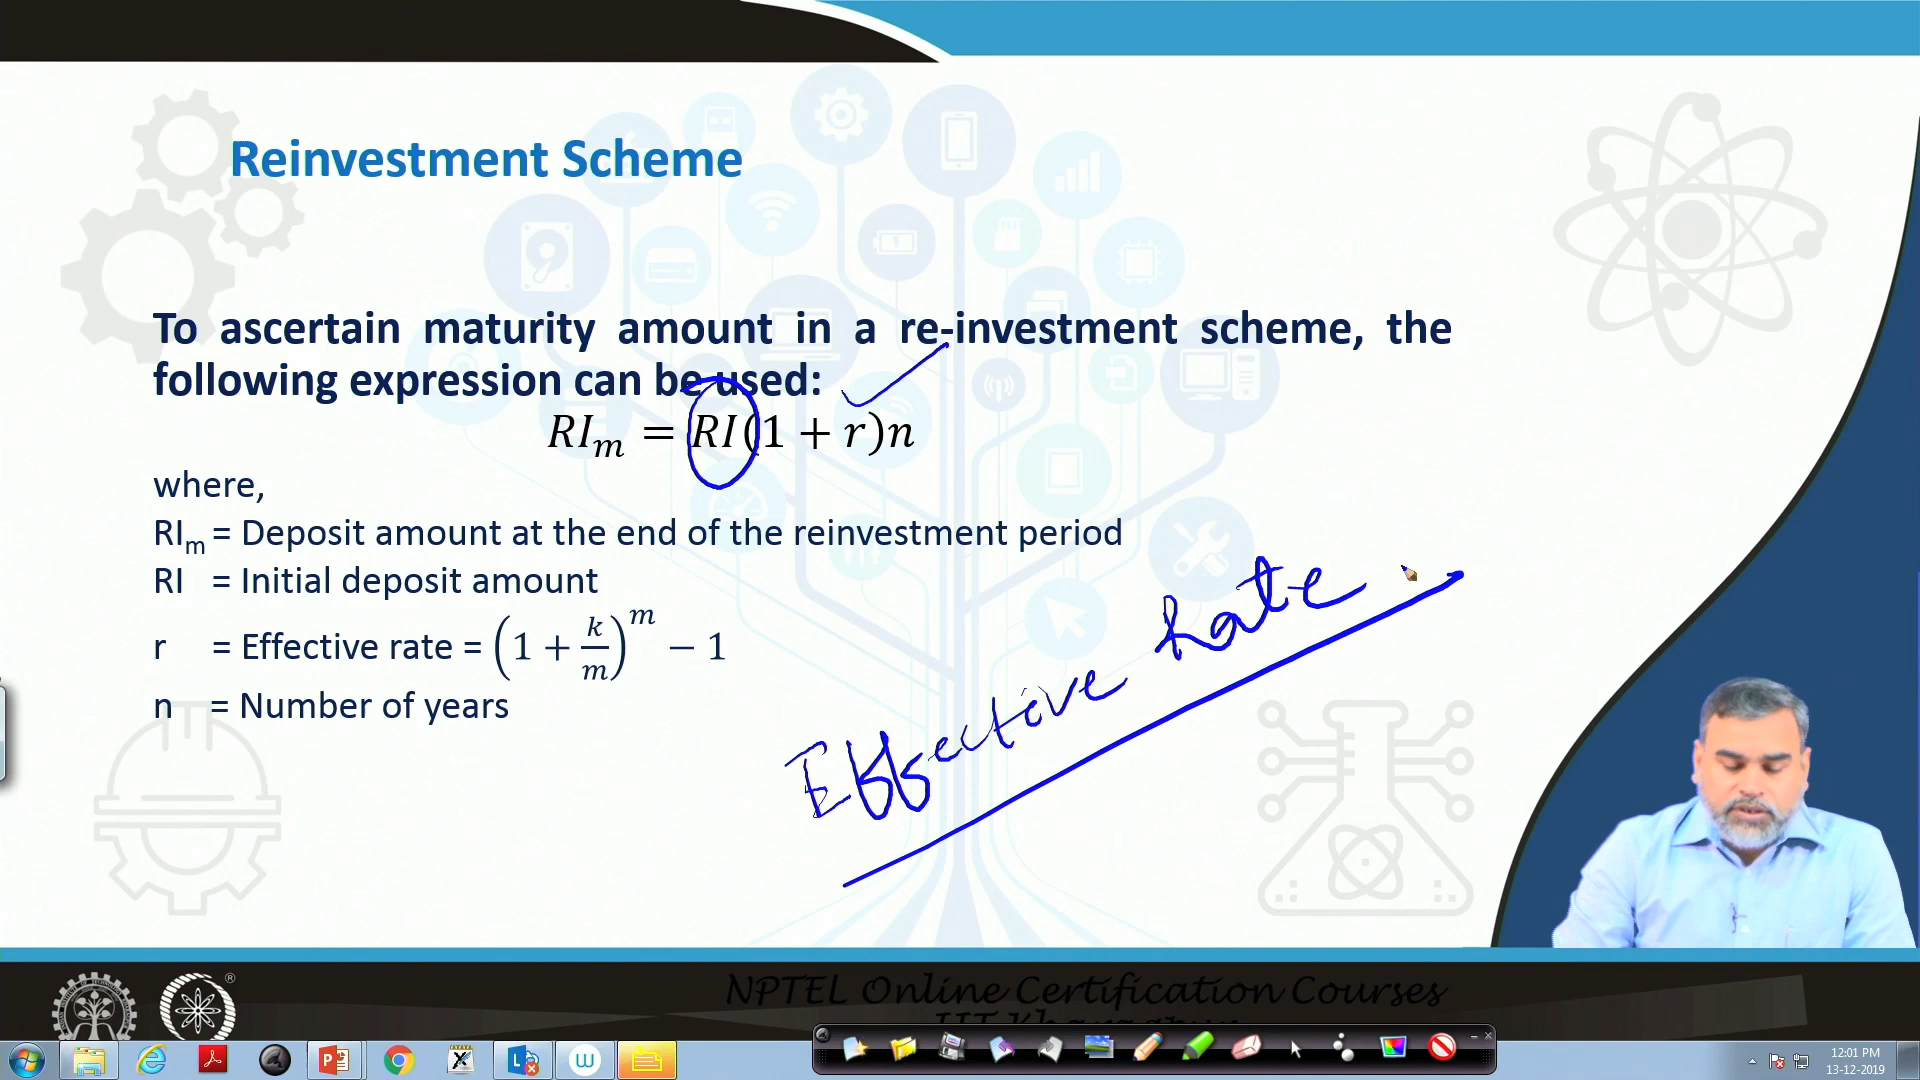 Reinvestment Scheme
To ascertain maturity amount in a re-investment scheme, the
following expression can be used:
RIₘ = RI(1 + r)n
where,
RIₘ = Deposit amount at the end of the reinvestment period
RI = Initial deposit amount
r = Effective rate = (1 + k/m)^m − 1
n = Number of years
Effective Rate
NPTEL Online Certification Courses
IIT Kharagpur
12:01 PM
13-12-2019